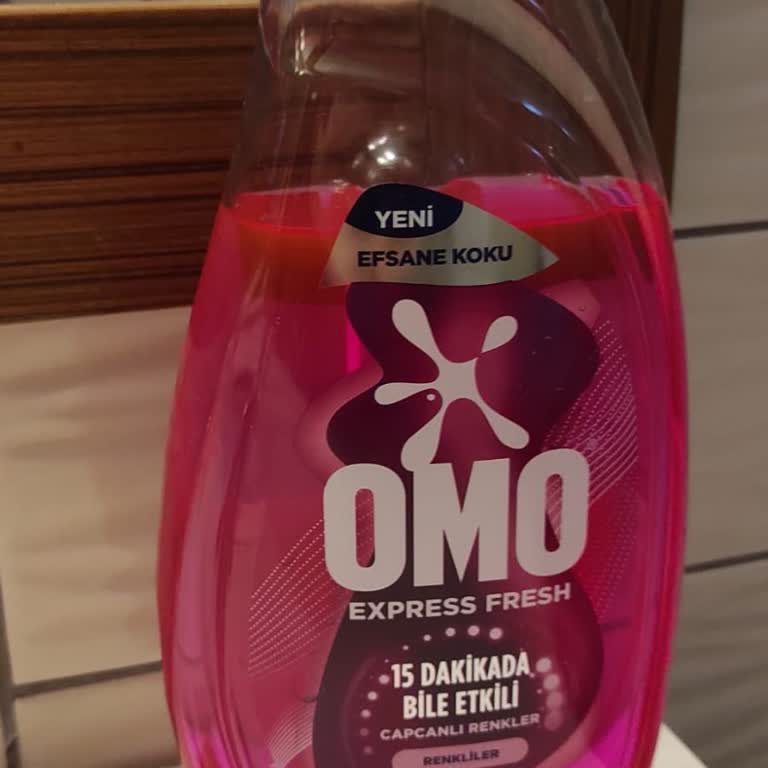 YENİ
EFSANE KOKU
OMO
EXPRESS FRESH
15 DAKİKADA
BİLE ETKİLİ
CAPCANLI RENKLER
RENKLİLER